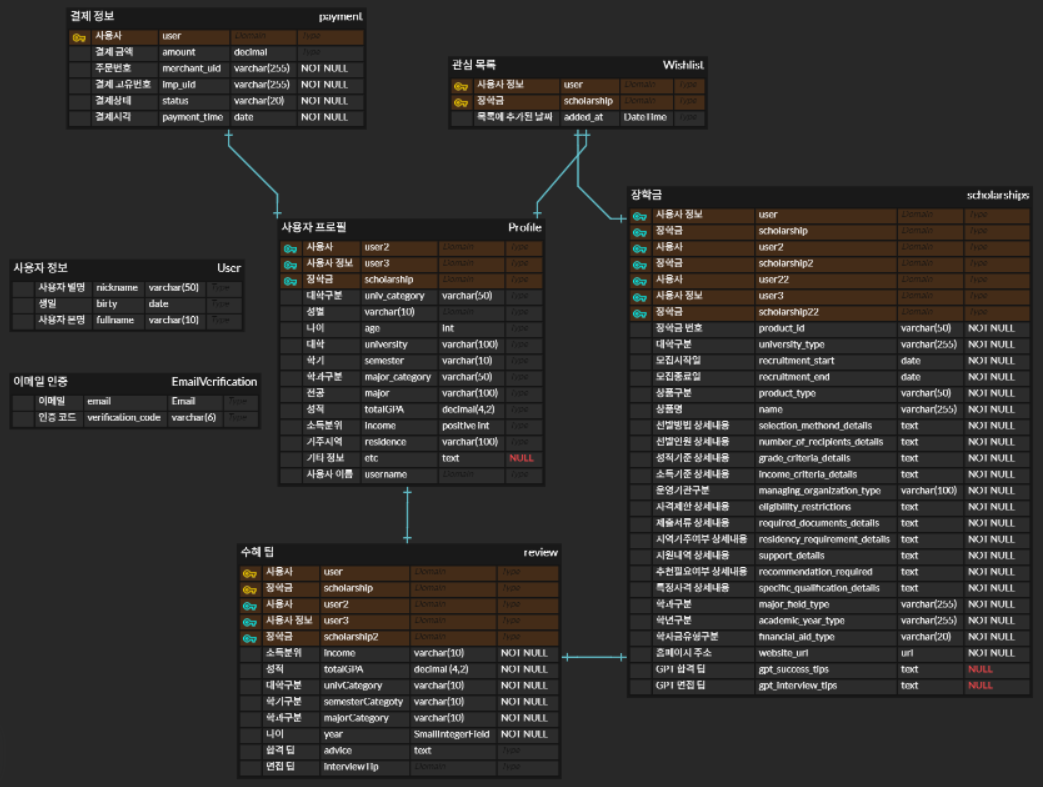 결제 정보 payment
사용자 user Domain Type
결제 금액 amount decimal Type
주문번호 merchant_uid varchar(255) NOT NULL
결제 고유번호 imp_uid varchar(255) NOT NULL
결제상태 status varchar(20) NOT NULL
결제시각 payment_time date NOT NULL
관심 목록 Wishlist
사용자 정보 user Domain Type
장학금 scholarship Domain Type
목록에 추가된 날짜 added_at DateTime Type
사용자 정보 User
사용자 별명 nickname varchar(50) Type
생일 birty date Type
사용자 본명 fullname varchar(10) Type
이메일 인증 EmailVerification
이메일 email Email Type
인증 코드 verification_code varchar(6) Type
사용자 프로필 Profile
사용자 user2 Domain Type
사용자 정보 user3 Domain Type
장학금 scholarship Domain Type
대학구분 univ_category varchar(50) Type
성별 varchar(10) Domain Type
나이 age int Type
대학 university varchar(100) Type
학기 semester varchar(10) Type
학과구분 major_category varchar(50) Type
전공 major varchar(100) Type
성적 totalGPA decimal(4,2) Type
소득분위 income positive int Type
거주지역 residence varchar(100) Type
기타 정보 etc text NULL
사용자 이름 username Domain Type
수혜 팁 review
사용자 user Domain Type
장학금 scholarship Domain Type
사용자 user2 Domain Type
사용자 정보 user3 Domain Type
장학금 scholarship2 Domain Type
소득분위 income varchar(10) NOT NULL
성적 totalGPA decimal (4,2) NOT NULL
대학구분 univCategory varchar(10) NOT NULL
학기구분 semesterCategoty varchar(10) NOT NULL
학과구분 majorCategory varchar(10) NOT NULL
나이 year SmallIntegerField NOT NULL
합격 팁 advice text Type
면접 팁 interviewTip Domain Type
장학금 scholarships
사용자 정보 user Domain Type
장학금 scholarship Domain Type
사용자 user2 Domain Type
장학금 scholarship2 Domain Type
사용자 user22 Domain Type
사용자 정보 user3 Domain Type
장학금 scholarship22 Domain Type
장학금 번호 product_id varchar(50) NOT NULL
대학구분 university_type varchar(255) NOT NULL
모집시작일 recruitment_start date NOT NULL
모집종료일 recruitment_end date NOT NULL
상품구분 product_type varchar(50) NOT NULL
상품명 name varchar(255) NOT NULL
선발방법 상세내용 selection_methond_details text NOT NULL
선발인원 상세내용 number_of_recipients_details text NOT NULL
성적기준 상세내용 grade_criteria_details text NOT NULL
소득기준 상세내용 income_criteria_details text NOT NULL
운영기관구분 managing_organization_type varchar(100) NOT NULL
자격제한 상세내용 eligibility_restrictions text NOT NULL
제출서류 상세내용 required_documents_details text NOT NULL
지역거주여부 상세내용 residency_requirement_details text NOT NULL
지원내역 상세내용 support_details text NOT NULL
추천필요여부 상세내용 recommendation_required text NOT NULL
특정자격 상세내용 specific_qualification_details text NOT NULL
학과구분 major_field_type varchar(255) NOT NULL
학년구분 academic_year_type varchar(255) NOT NULL
학자금유형구분 financial_aid_type varchar(20) NOT NULL
홈페이지 주소 website_url url NOT NULL
GPT 합격 팁 gpt_success_tips text NULL
GPT 면접 팁 gpt_interview_tips text NULL